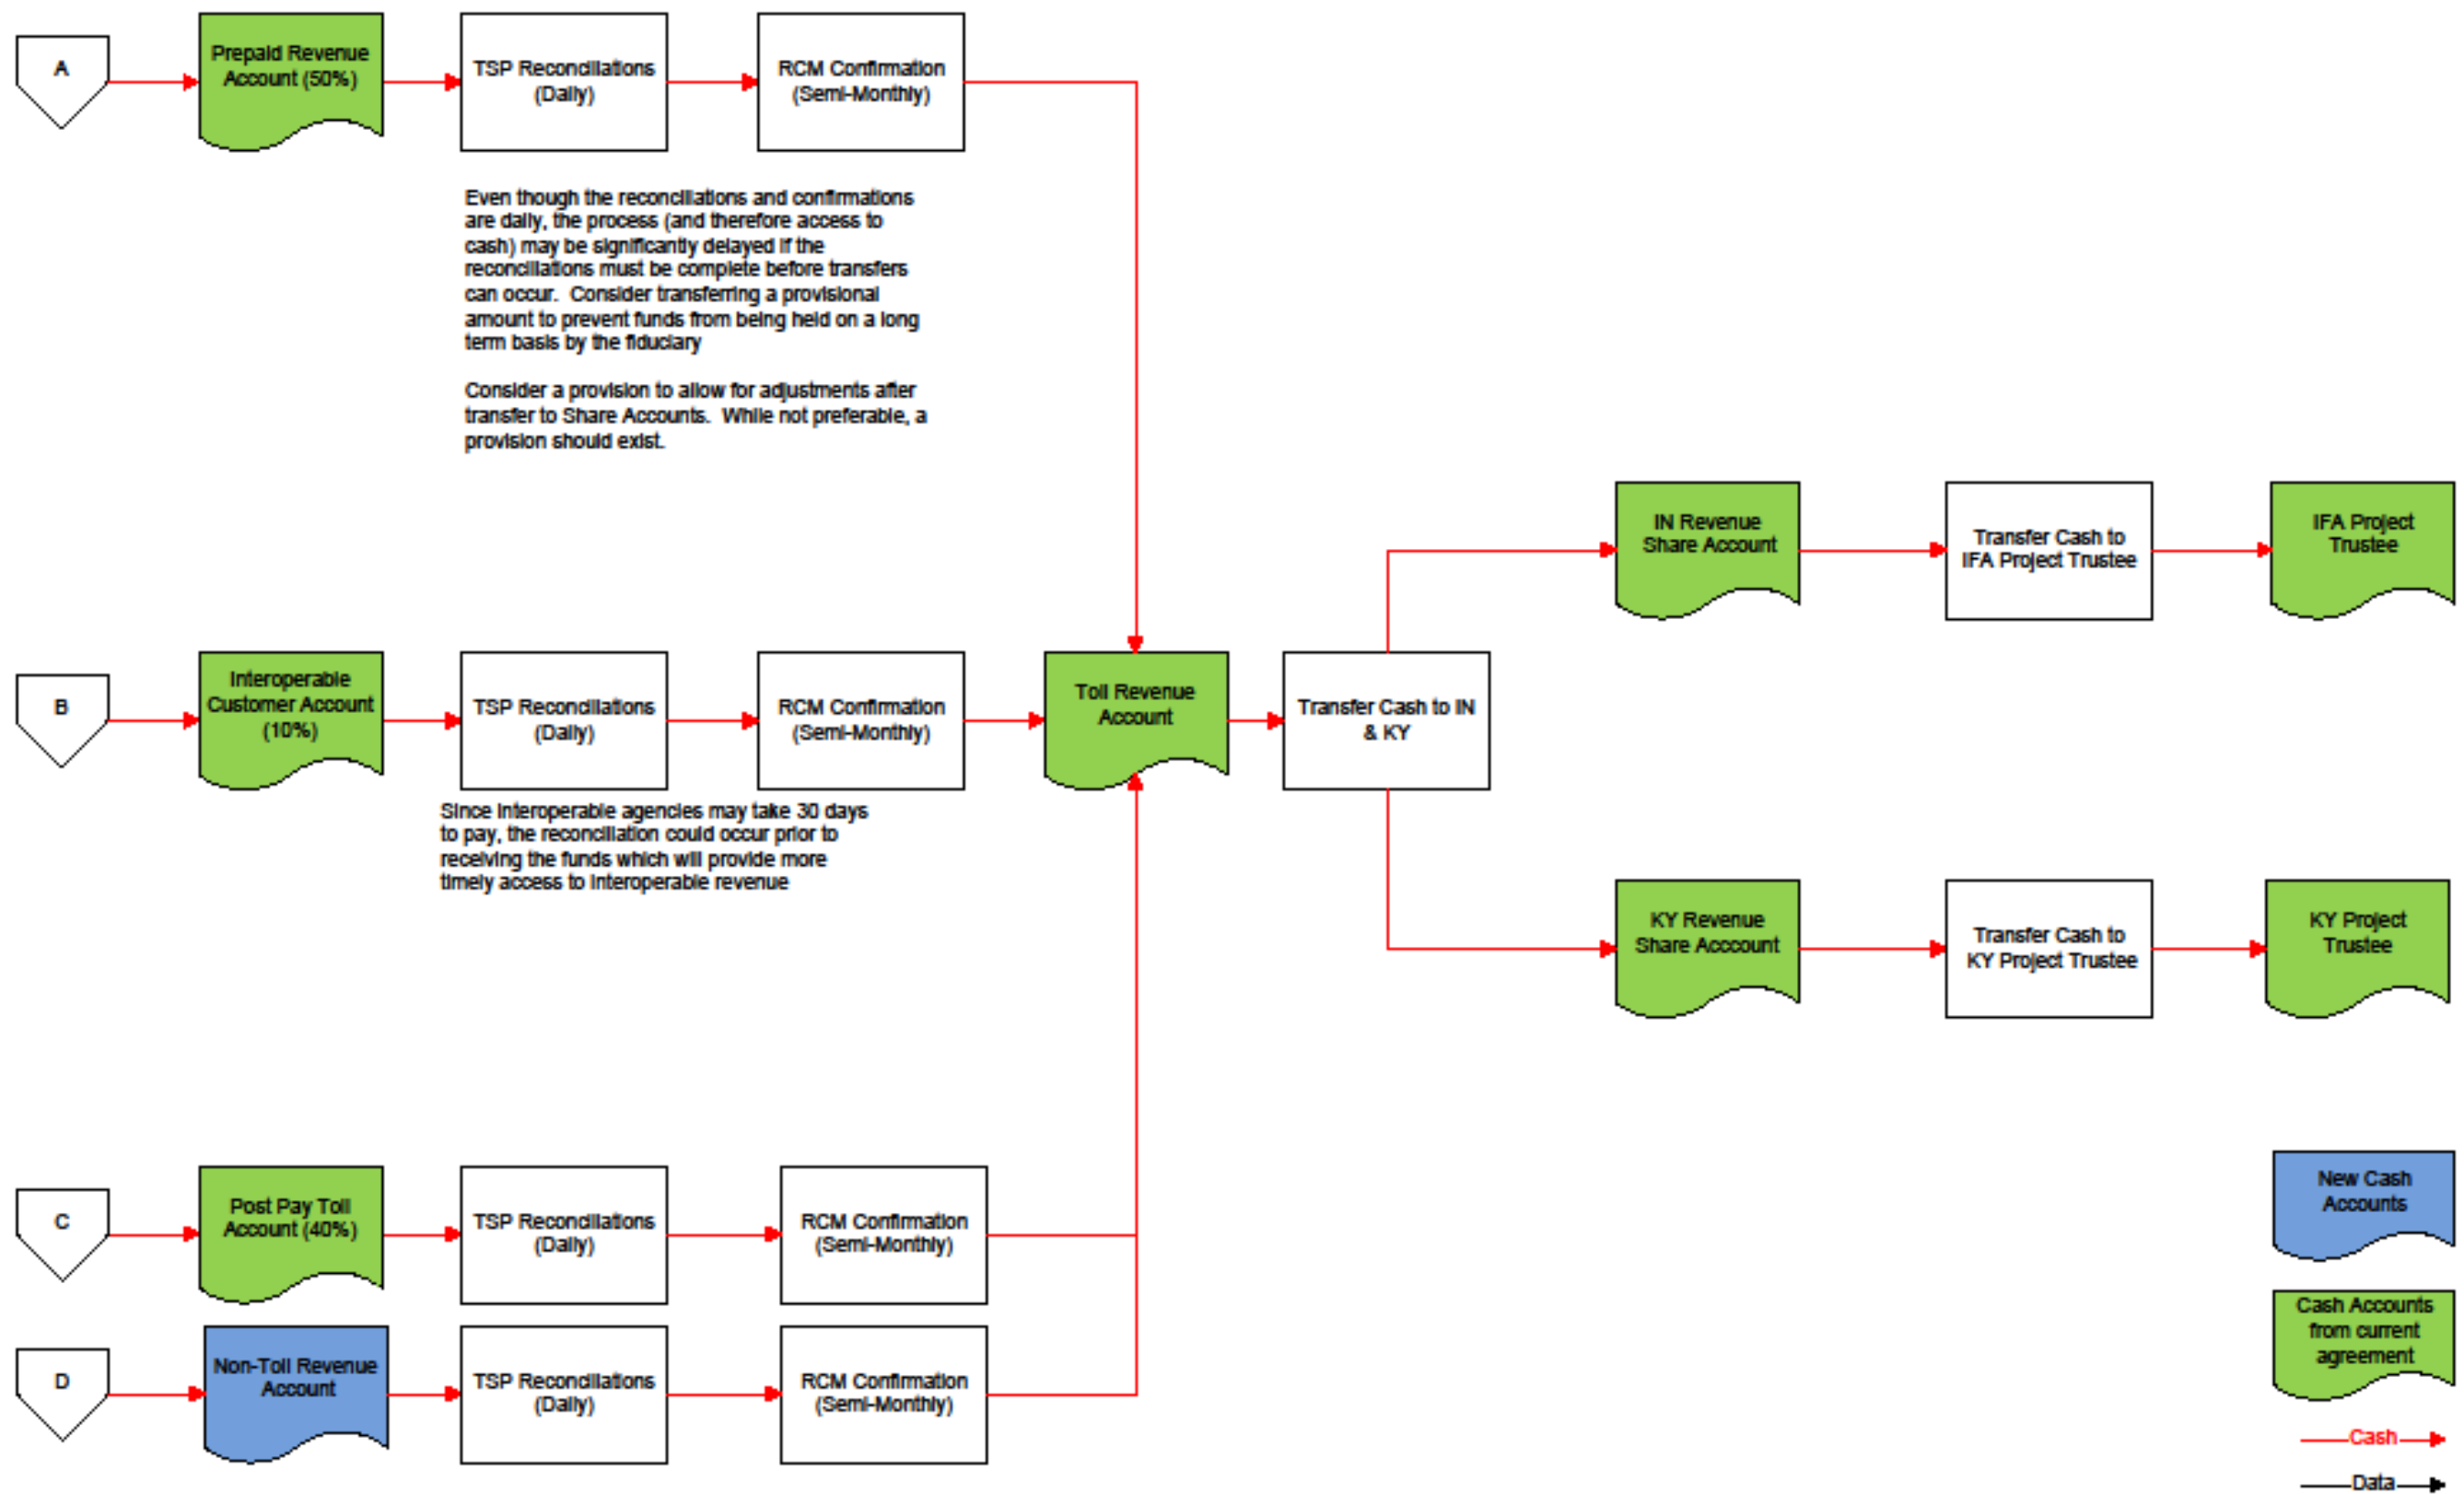 A
Prepaid Revenue
Account (50%)
TSP Reconciliations
(Daily)
RCM Confirmation
(Semi-Monthly)
Even though the reconciliations and confirmations
are daily, the process (and therefore access to
cash) may be significantly delayed if the
reconciliations must be complete before transfers
can occur.  Consider transferring a provisional
amount to prevent funds from being held on a long
term basis by the fiduciary
Consider a provision to allow for adjustments after
transfer to Share Accounts.  While not preferable, a
provision should exist.
IN Revenue
Share Account
Transfer Cash to
IFA Project Trustee
IFA Project
Trustee
B
Interoperable
Customer Account
(10%)
TSP Reconciliations
(Daily)
RCM Confirmation
(Semi-Monthly)
Toll Revenue
Account
Transfer Cash to IN
& KY
Since interoperable agencies may take 30 days
to pay, the reconciliation could occur prior to
receiving the funds which will provide more
timely access to interoperable revenue
KY Revenue
Share Acccount
Transfer Cash to
KY Project Trustee
KY Project
Trustee
C
Post Pay Toll
Account (40%)
TSP Reconciliations
(Daily)
RCM Confirmation
(Semi-Monthly)
New Cash
Accounts
D
Non-Toll Revenue
Account
TSP Reconciliations
(Daily)
RCM Confirmation
(Semi-Monthly)
Cash Accounts
from current
agreement
Cash
Data